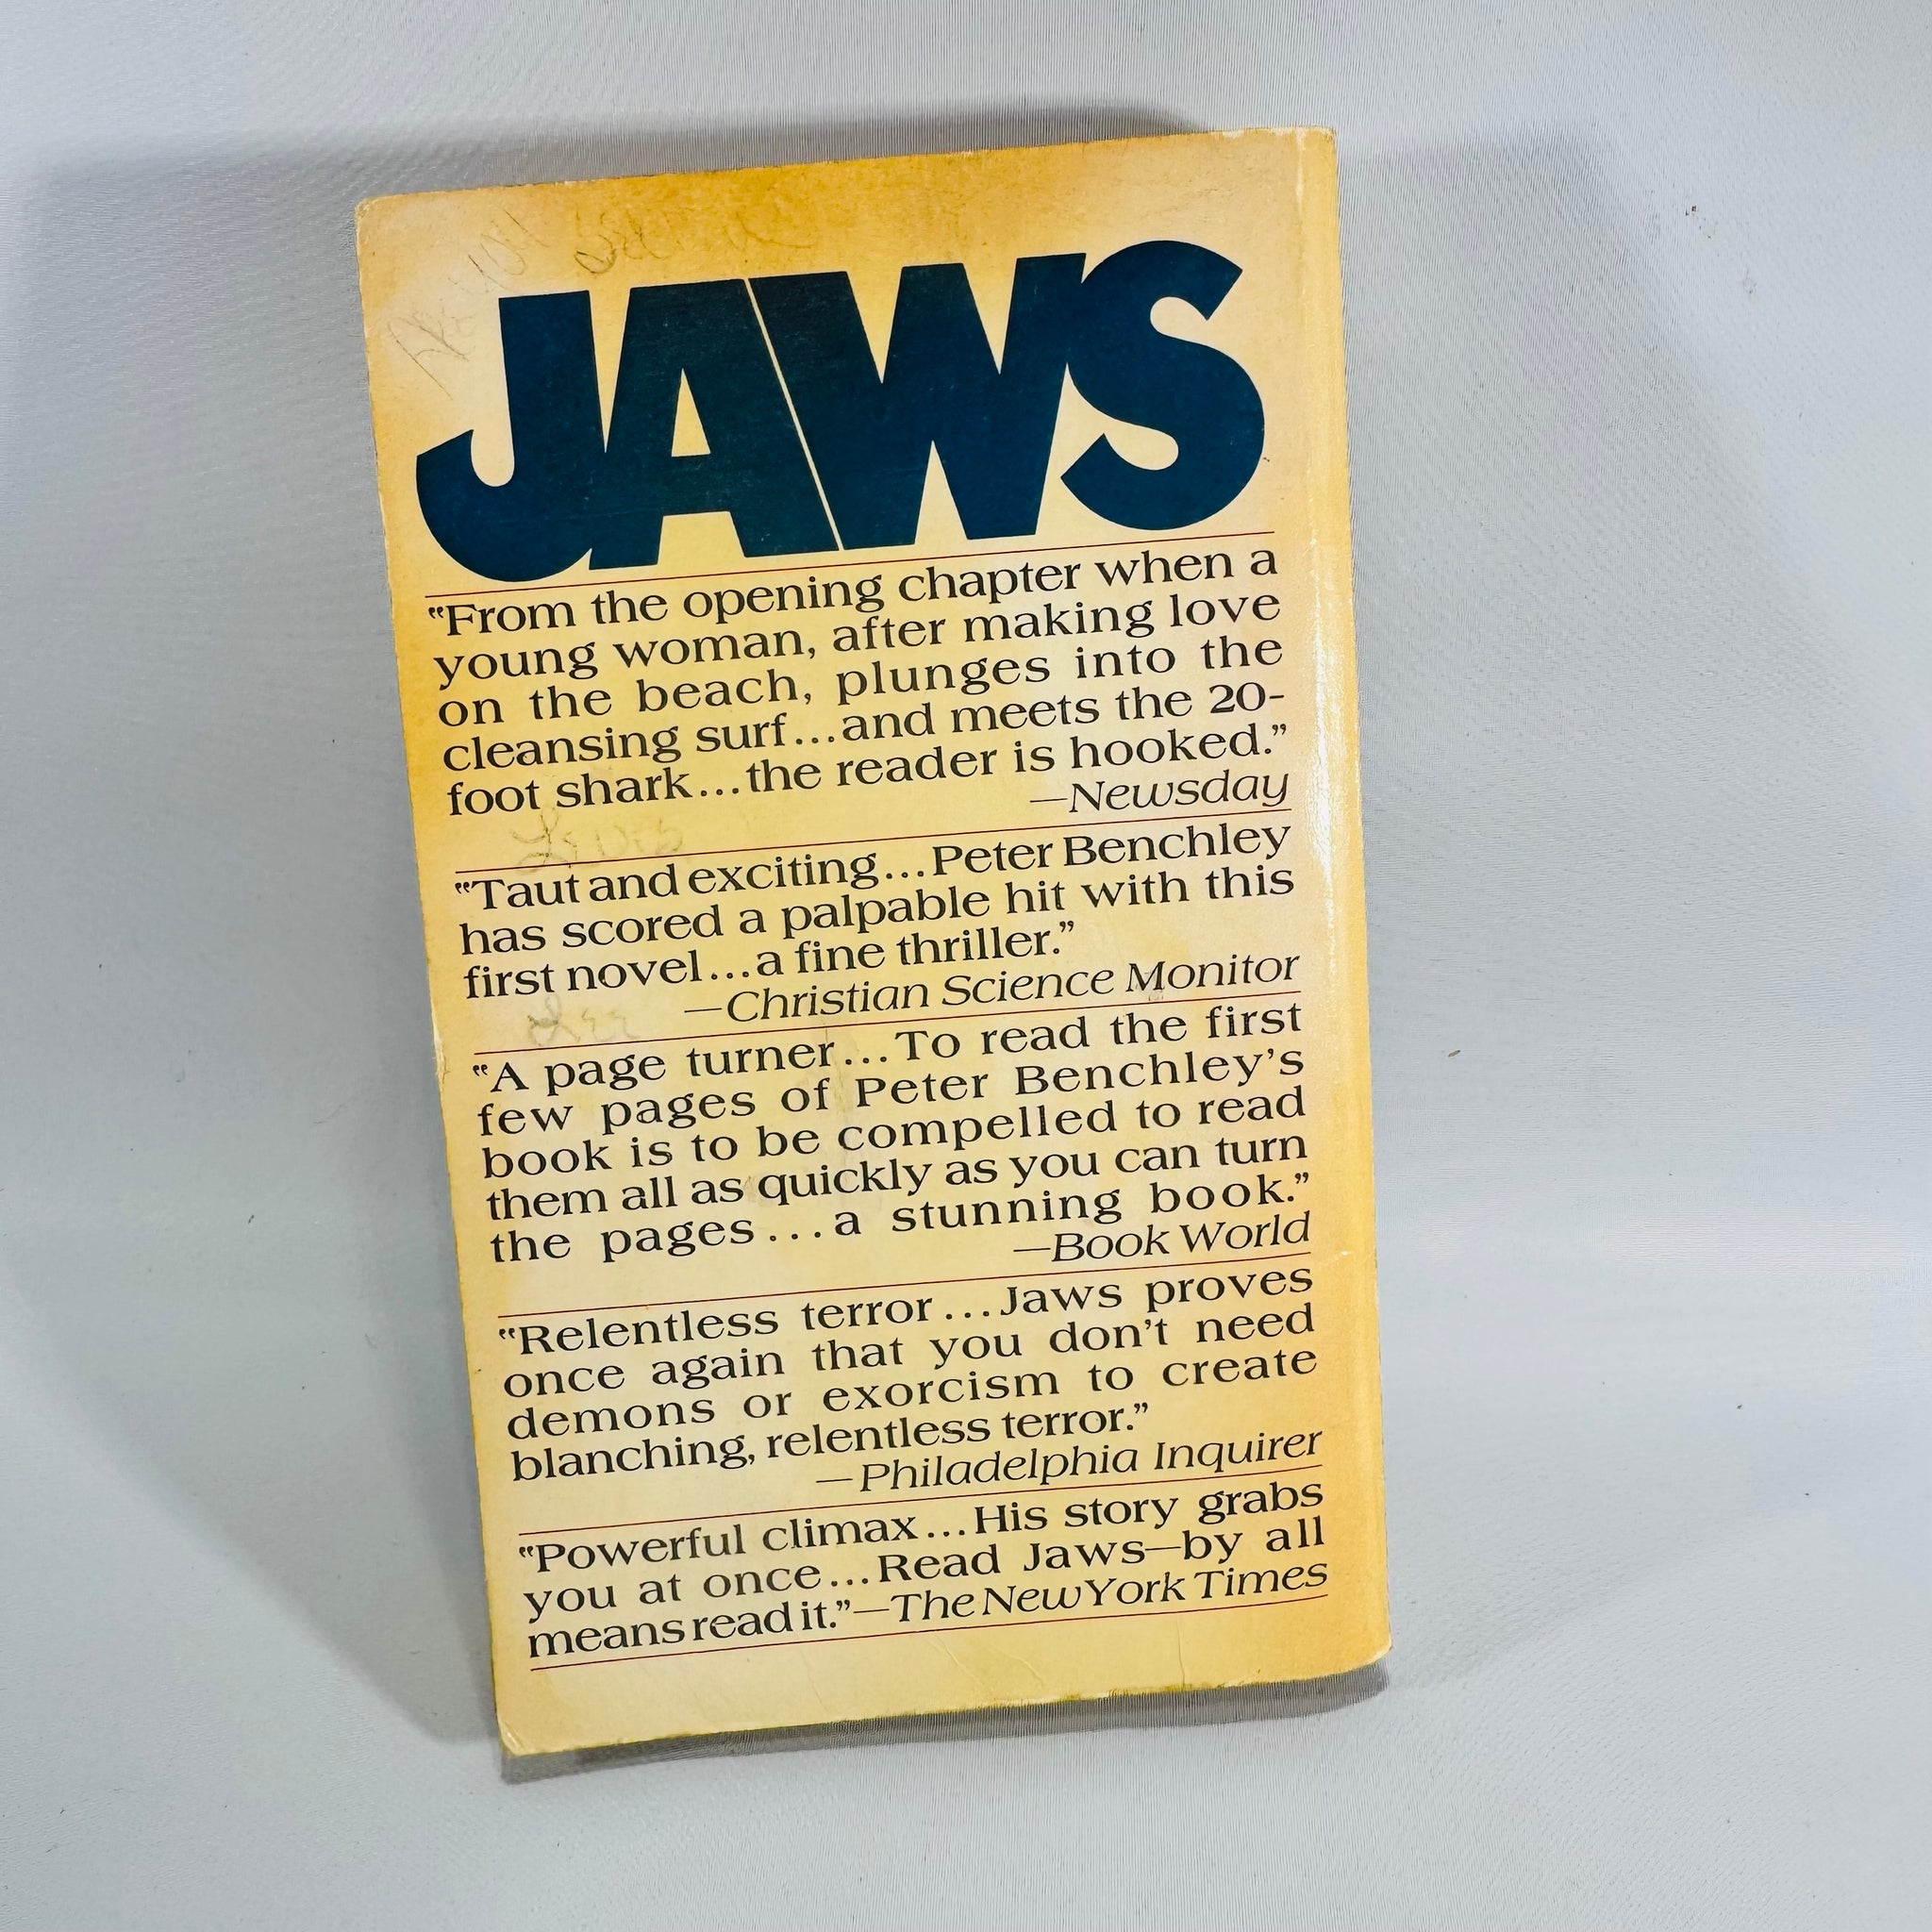 JAWS
"From the opening chapter when a
young woman, after making love
on the beach, plunges into the
cleansing surf...and meets the 20-
foot shark...the reader is hooked."
—Newsday
"Taut and exciting...Peter Benchley
has scored a palpable hit with this
first novel...a fine thriller."
—Christian Science Monitor
"A page turner...To read the first
few pages of Peter Benchley's
book is to be compelled to read
them all as quickly as you can turn
the pages...a stunning book."
—Book World
"Relentless terror...Jaws proves
once again that you don't need
demons or exorcism to create
blanching, relentless terror."
—Philadelphia Inquirer
"Powerful climax...His story grabs
you at once...Read Jaws—by all
means read it."—The New York Times